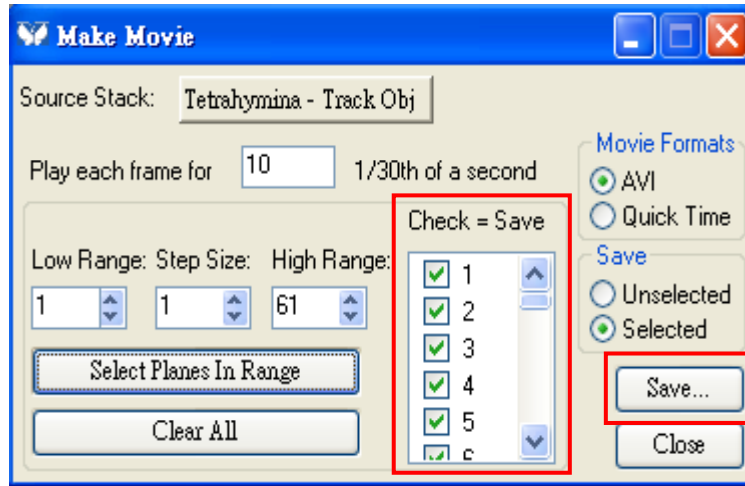 Make Movie
Source Stack: Tetrahymina - Track Obj
Play each frame for 10 1/30th of a second
Low Range: Step Size: High Range:
1 1 61
Select Planes In Range
Clear All
Check = Save
1
2
3
4
5
Movie Formats
AVI
Quick Time
Save
Unselected
Selected
Save...
Close